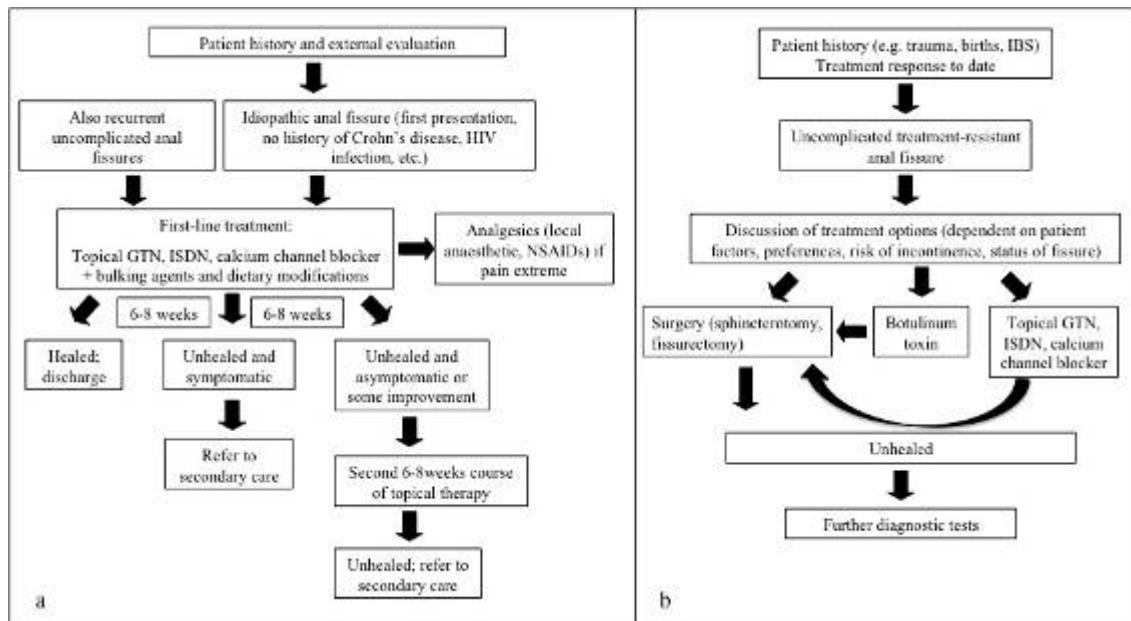 Patient history and external evaluation
Also recurrent
uncomplicated anal
fissures
Idiopathic anal fissure (first presentation,
no history of Crohn's disease, HIV
infection, etc.)
First-line treatment:
Topical GTN, ISDN, calcium channel blocker
+ bulking agents and dietary modifications
Analgesics (local
anaesthetic, NSAIDs) if
pain extreme
6-8 weeks
6-8 weeks
Healed;
discharge
Unhealed and
symptomatic
Unhealed and
asymptomatic or
some improvement
Refer to
secondary care
Second 6-8weeks course
of topical therapy
Unhealed; refer to
secondary care
a
Patient history (e.g. trauma, births, IBS)
Treatment response to date
Uncomplicated treatment-resistant
anal fissure
Discussion of treatment options (dependent on patient
factors, preferences, risk of incontinence, status of fissure)
Surgery (sphincterotomy,
fissurectomy)
Botulinum
toxin
Topical GTN,
ISDN, calcium
channel blocker
Unhealed
Further diagnostic tests
b